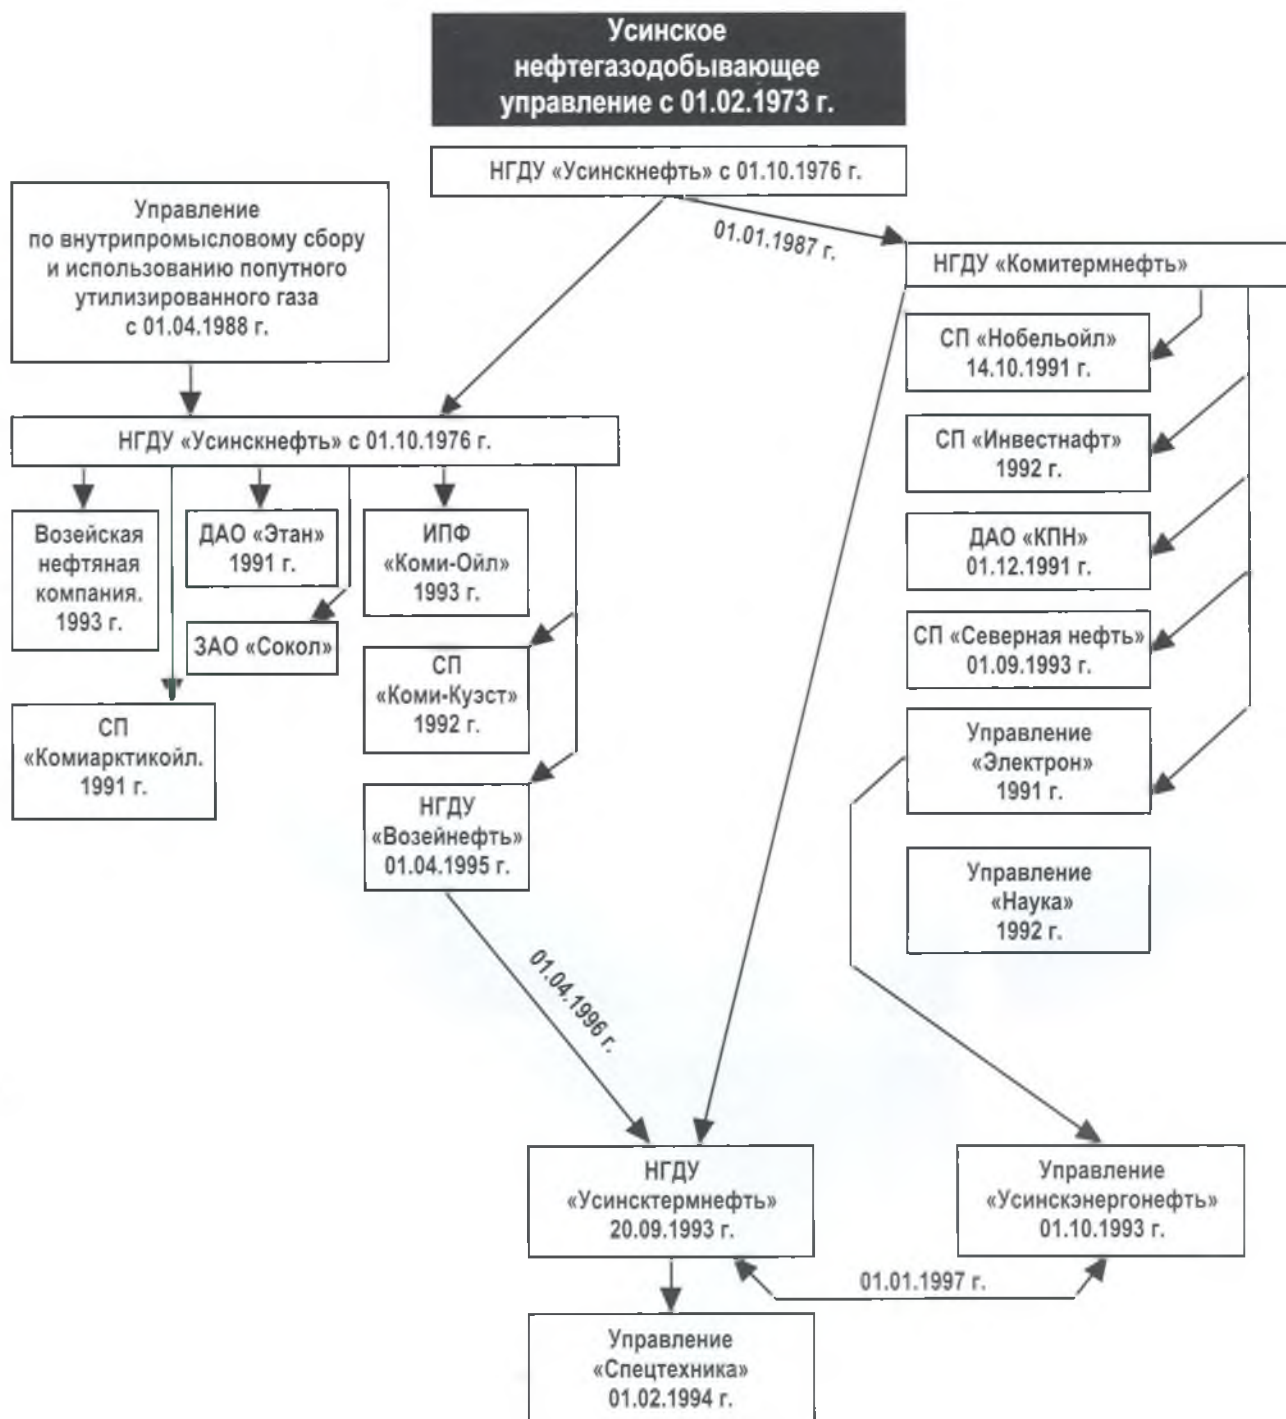 Усинское
нефтегазодобывающее
управление с 01.02.1973 г.
НГДУ «Усинскнефть» с 01.10.1976 г.
01.01.1987 г.
Управление
по внутрипромысловому сбору
и использованию попутного
утилизированного газа
с 01.04.1988 г.
НГДУ «Комитермнефть»
СП «Нобельойл»
14.10.1991 г.
СП «Инвестнафт»
1992 г.
ДАО «КПН»
01.12.1991 г.
СП «Северная нефть»
01.09.1993 г.
Управление
«Электрон»
1991 г.
Управление
«Наука»
1992 г.
НГДУ «Усинскнефть» с 01.10.1976 г.
Возейская
нефтяная
компания.
1993 г.
ДАО «Этан»
1991 г.
ЗАО «Сокол»
ИПФ
«Коми-Ойл»
1993 г.
СП
«Коми-Куэст»
1992 г.
СП
«Комиарктикойл.
1991 г.
НГДУ
«Возейнефть»
01.04.1995 г.
01.04.1996 г.
НГДУ
«Усинсктермнефть»
20.09.1993 г.
Управление
«Усинскэнергонефть»
01.10.1993 г.
01.01.1997 г.
Управление
«Спецтехника»
01.02.1994 г.